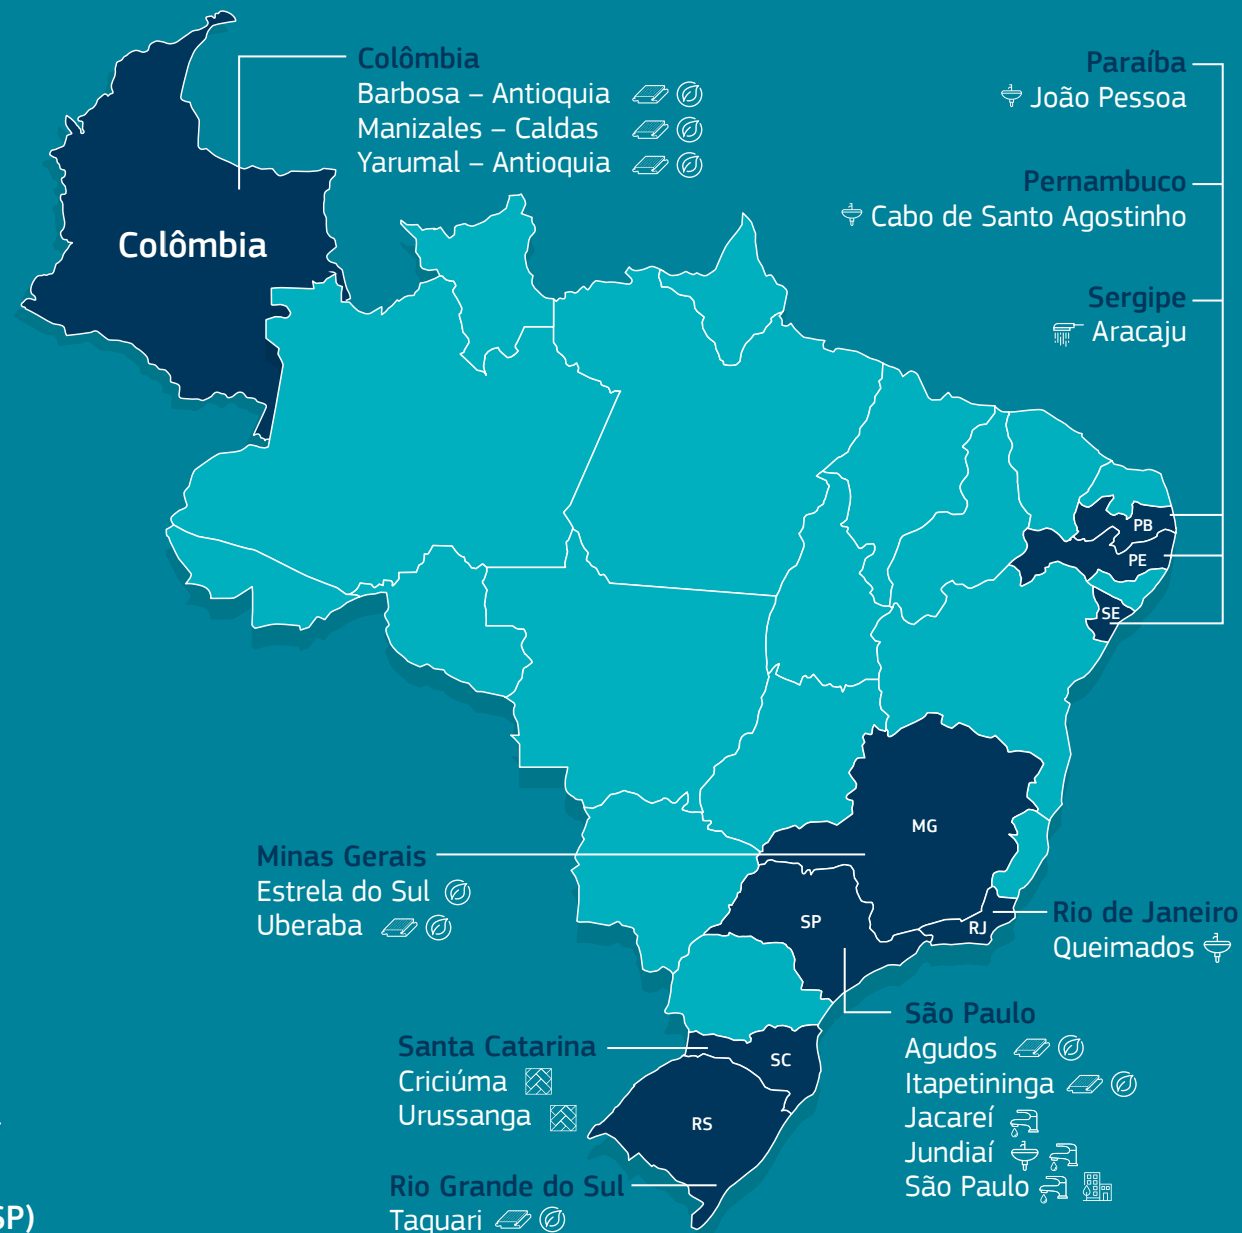 Colômbia
Barbosa – Antioquia
Manizales – Caldas
Yarumal – Antioquia
Colômbia
Paraíba
João Pessoa
Pernambuco
Cabo de Santo Agostinho
Sergipe
Aracaju
PB
PE
SE
MG
SP
RJ
SC
RS
Minas Gerais
Estrela do Sul
Uberaba
Rio de Janeiro
Queimados
São Paulo
Agudos
Itapetininga
Jacareí
Jundiaí
São Paulo
Santa Catarina
Criciúma
Urussanga
Rio Grande do Sul
Taquari
SP)